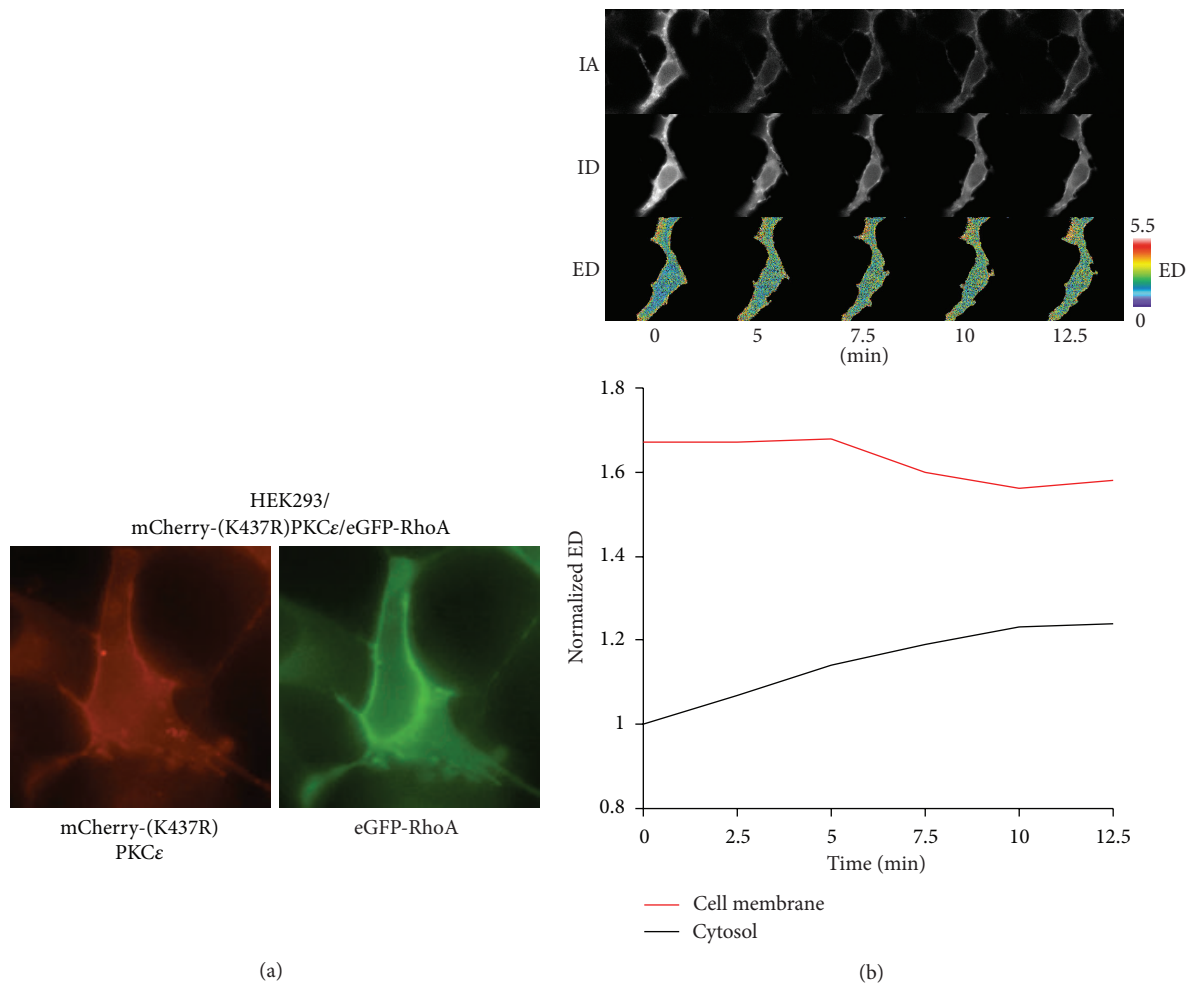 HEK293/
mCherry-(K437R)PKCε/eGFP-RhoA
mCherry-(K437R)
PKCε
eGFP-RhoA
(a)
IA
ID
ED
5.5
ED
0
0 5 7.5 10 12.5
(min)
1.8
1.6
1.4
1.2
1
0.8
Normalized ED
0 2.5 5 7.5 10 12.5
Time (min)
Cell membrane
Cytosol
(b)